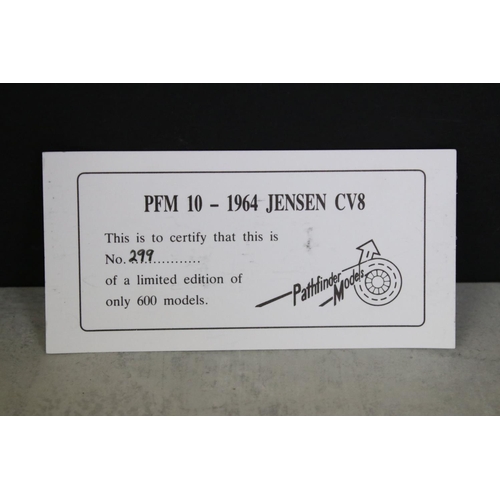 PFM 10 - 1964 JENSEN CV8
This is to certify that this is
No. 299..............
of a limited edition of
only 600 models.
Pathfinder
Models